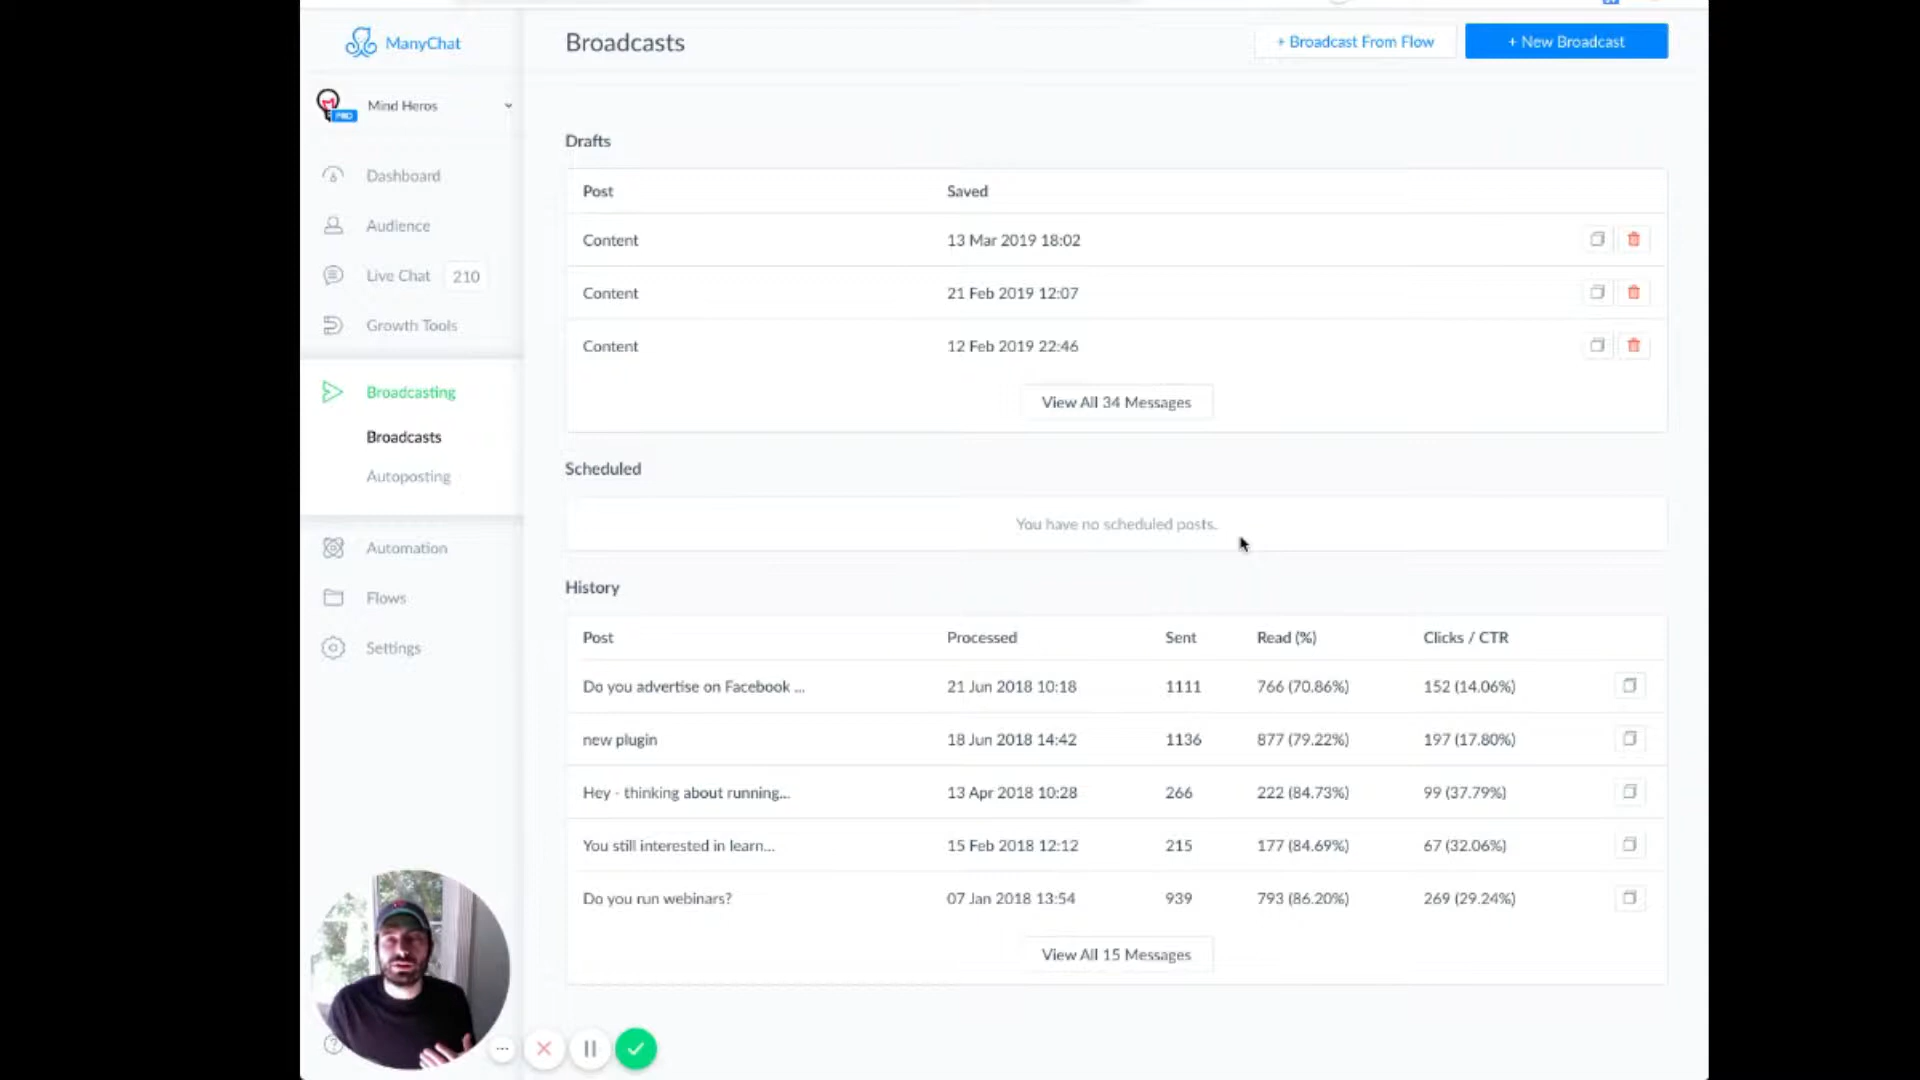 ManyChat
Broadcasts
+ Broadcast From Flow
+ New Broadcast
PRO
Mind Heros
Dashboard
Audience
Live Chat 210
Growth Tools
Broadcasting
Broadcasts
Autoposting
Automation
Flows
Settings
Drafts
Post Saved
Content 13 Mar 2019 18:02
Content 21 Feb 2019 12:07
Content 12 Feb 2019 22:46
View All 34 Messages
Scheduled
You have no scheduled posts.
History
Post Processed Sent Read (%) Clicks / CTR
Do you advertise on Facebook ... 21 Jun 2018 10:18 1111 766 (70.86%) 152 (14.06%)
new plugin 18 Jun 2018 14:42 1136 877 (79.22%) 197 (17.80%)
Hey - thinking about running... 13 Apr 2018 10:28 266 222 (84.73%) 99 (37.79%)
You still interested in learn... 15 Feb 2018 12:12 215 177 (84.69%) 67 (32.06%)
Do you run webinars? 07 Jan 2018 13:54 939 793 (86.20%) 269 (29.24%)
View All 15 Messages